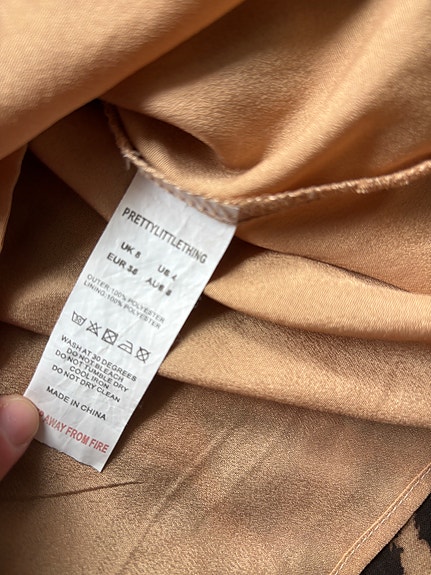 PRETTYLITTLETHING
UK 8 US 4
EUR 36 AUS 8
OUTER:100% POLYESTER
LINING:100% POLYESTER
WASH AT 30 DEGREES
DO NOT BLEACH
DO NOT TUMBLE DRY
COOL IRON
DO NOT DRY CLEAN
MADE IN CHINA
AWAY FROM FIRE